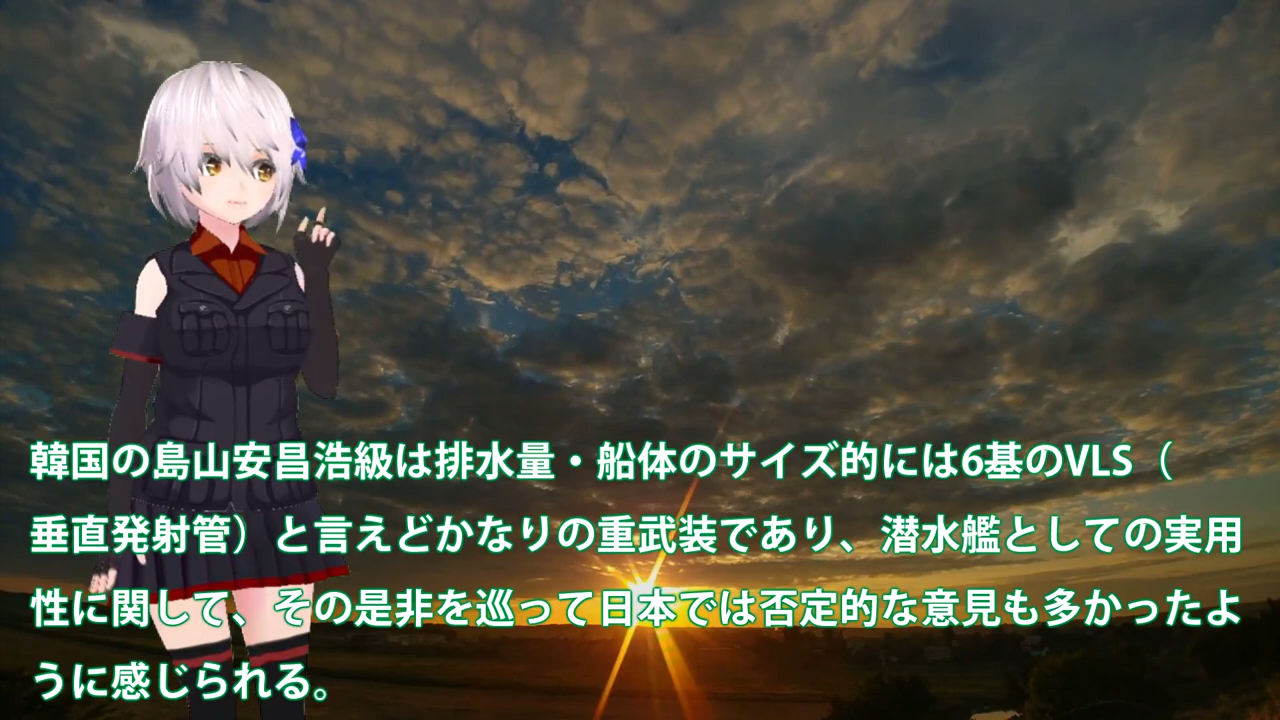 韓国の島山安昌浩級は排水量・船体のサイズ的には6基のVLS（
垂直発射管）と言えどかなりの重武装であり、潜水艦としての実用
性に関して、その是非を巡って日本では否定的な意見も多かったよ
うに感じられる。